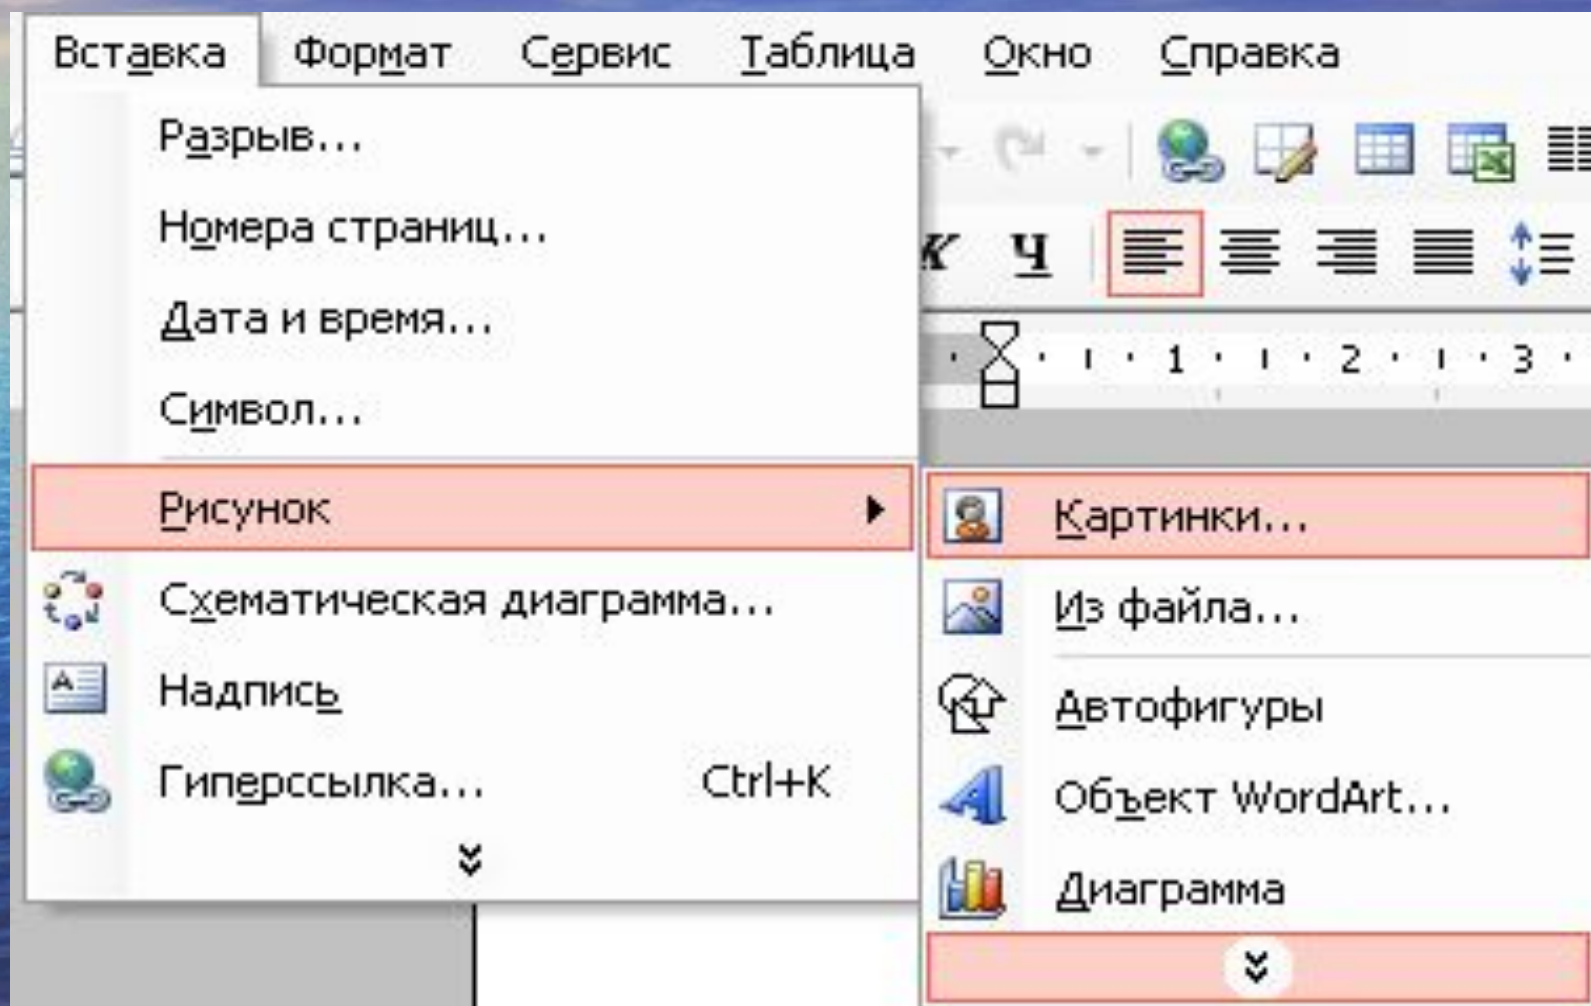 Вставка Формат Сервис Таблица Окно Справка
Разрыв...
Номера страниц...
Ж Ч
Дата и время...
1 2 3
Символ...
Рисунок
Картинки...
Схематическая диаграмма...
Из файла...
Надпись
Автофигуры
Гиперссылка... Ctrl+K
Объект WordArt...
Диаграмма